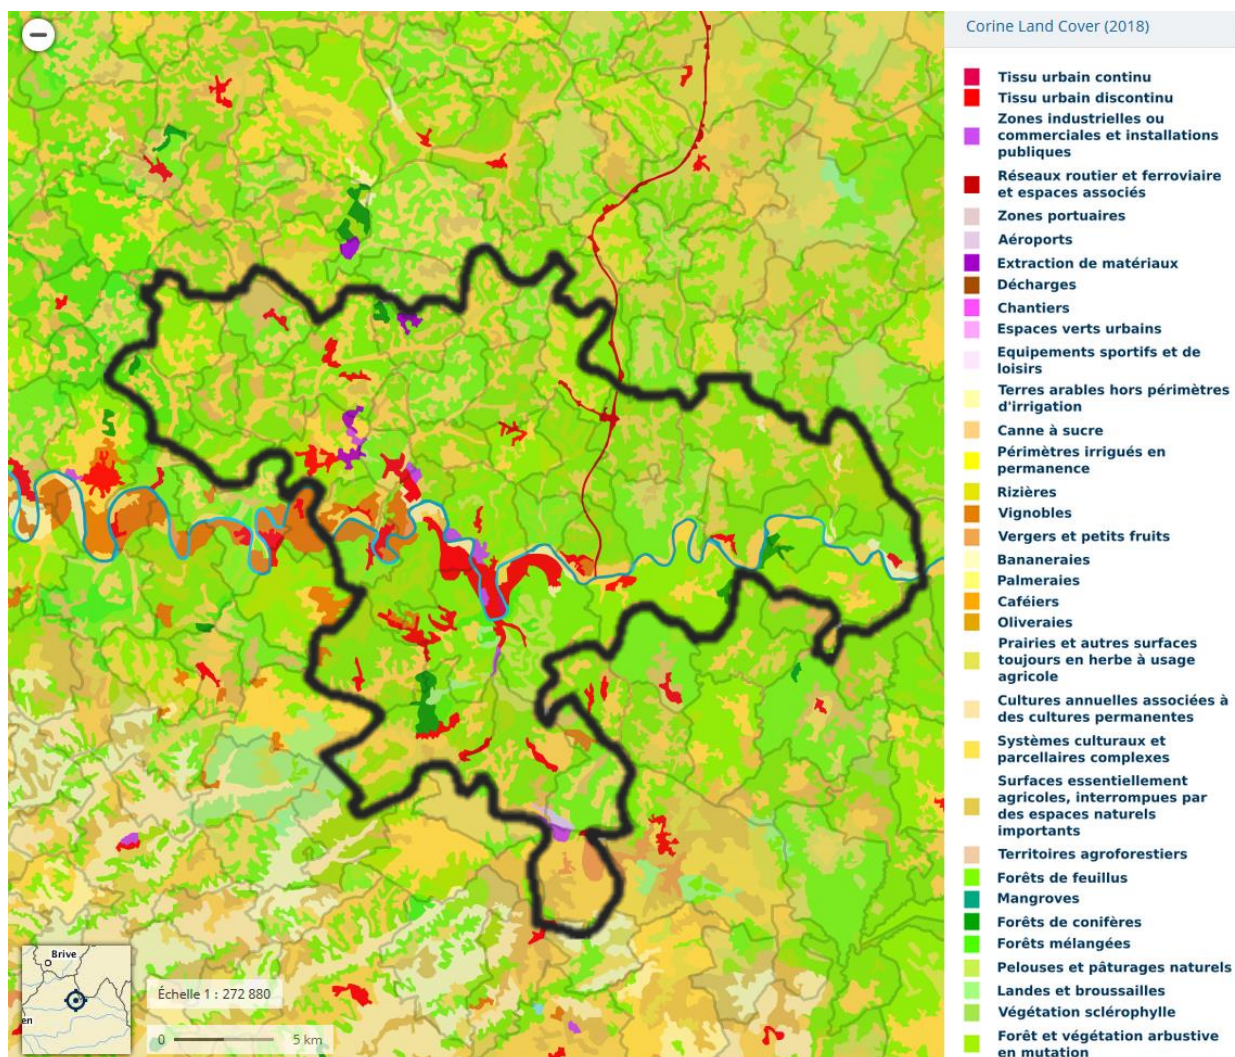 Corine Land Cover (2018)
Tissu urbain continu
Tissu urbain discontinu
Zones industrielles ou
commerciales et installations
publiques
Réseaux routier et ferroviaire
et espaces associés
Zones portuaires
Aéroports
Extraction de matériaux
Décharges
Chantiers
Espaces verts urbains
Equipements sportifs et de
loisirs
Terres arables hors périmètres
d'irrigation
Canne à sucre
Périmètres irrigués en
permanence
Rizières
Vignobles
Vergers et petits fruits
Bananeraies
Palmeraies
Caféiers
Oliveraies
Prairies et autres surfaces
toujours en herbe à usage
agricole
Cultures annuelles associées à
des cultures permanentes
Systèmes culturaux et
parcellaires complexes
Surfaces essentiellement
agricoles, interrompues par
des espaces naturels
importants
Territoires agroforestiers
Forêts de feuillus
Mangroves
Forêts de conifères
Forêts mélangées
Pelouses et pâturages naturels
Landes et broussailles
Végétation sclérophylle
Forêt et végétation arbustive
en mutation
Brive
en
Échelle 1 : 272 880
0 5 km